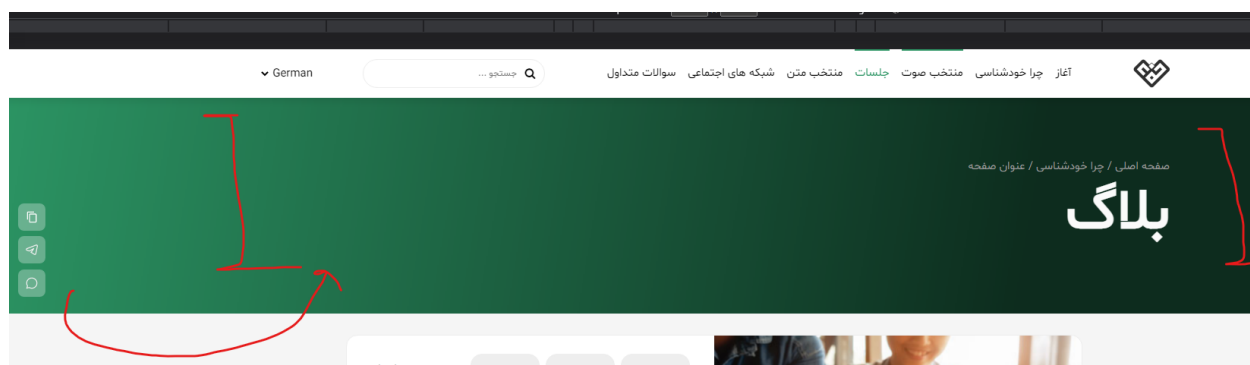 آغاز چرا خودشناسی منتخب صوت جلسات منتخب متن شبکه های اجتماعی سوالات متداول جستجو ... German
صفحه اصلی / چرا خودشناسی / عنوان صفحه
بلاگ